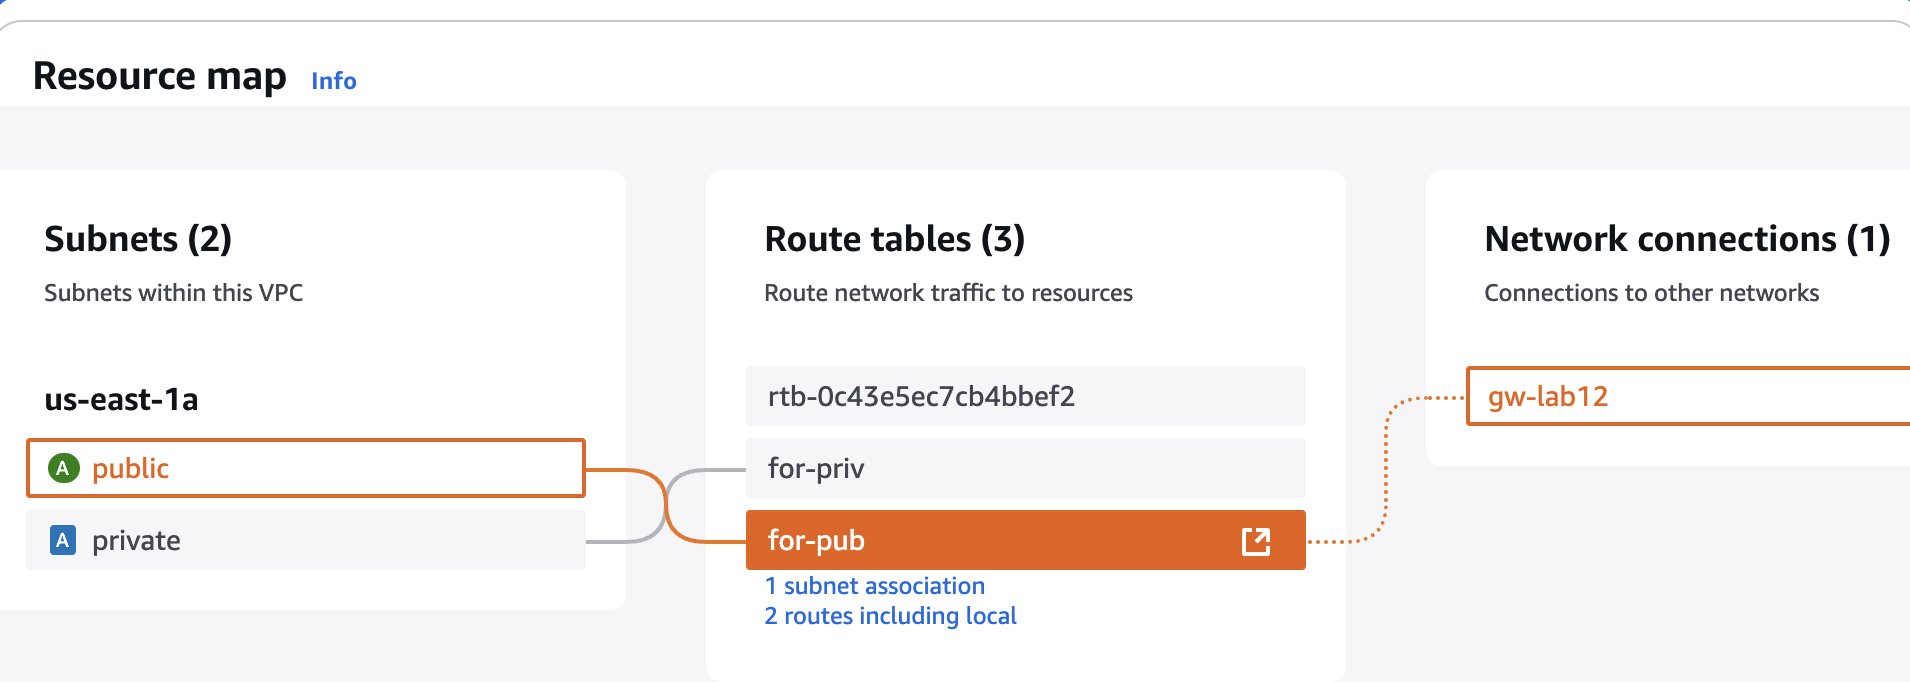 Resource map Info
Subnets (2)
Subnets within this VPC
us-east-1a
A public
A private
Route tables (3)
Route network traffic to resources
rtb-0c43e5ec7cb4bbef2
for-priv
for-pub
1 subnet association
2 routes including local
Network connections (1)
Connections to other networks
gw-lab12